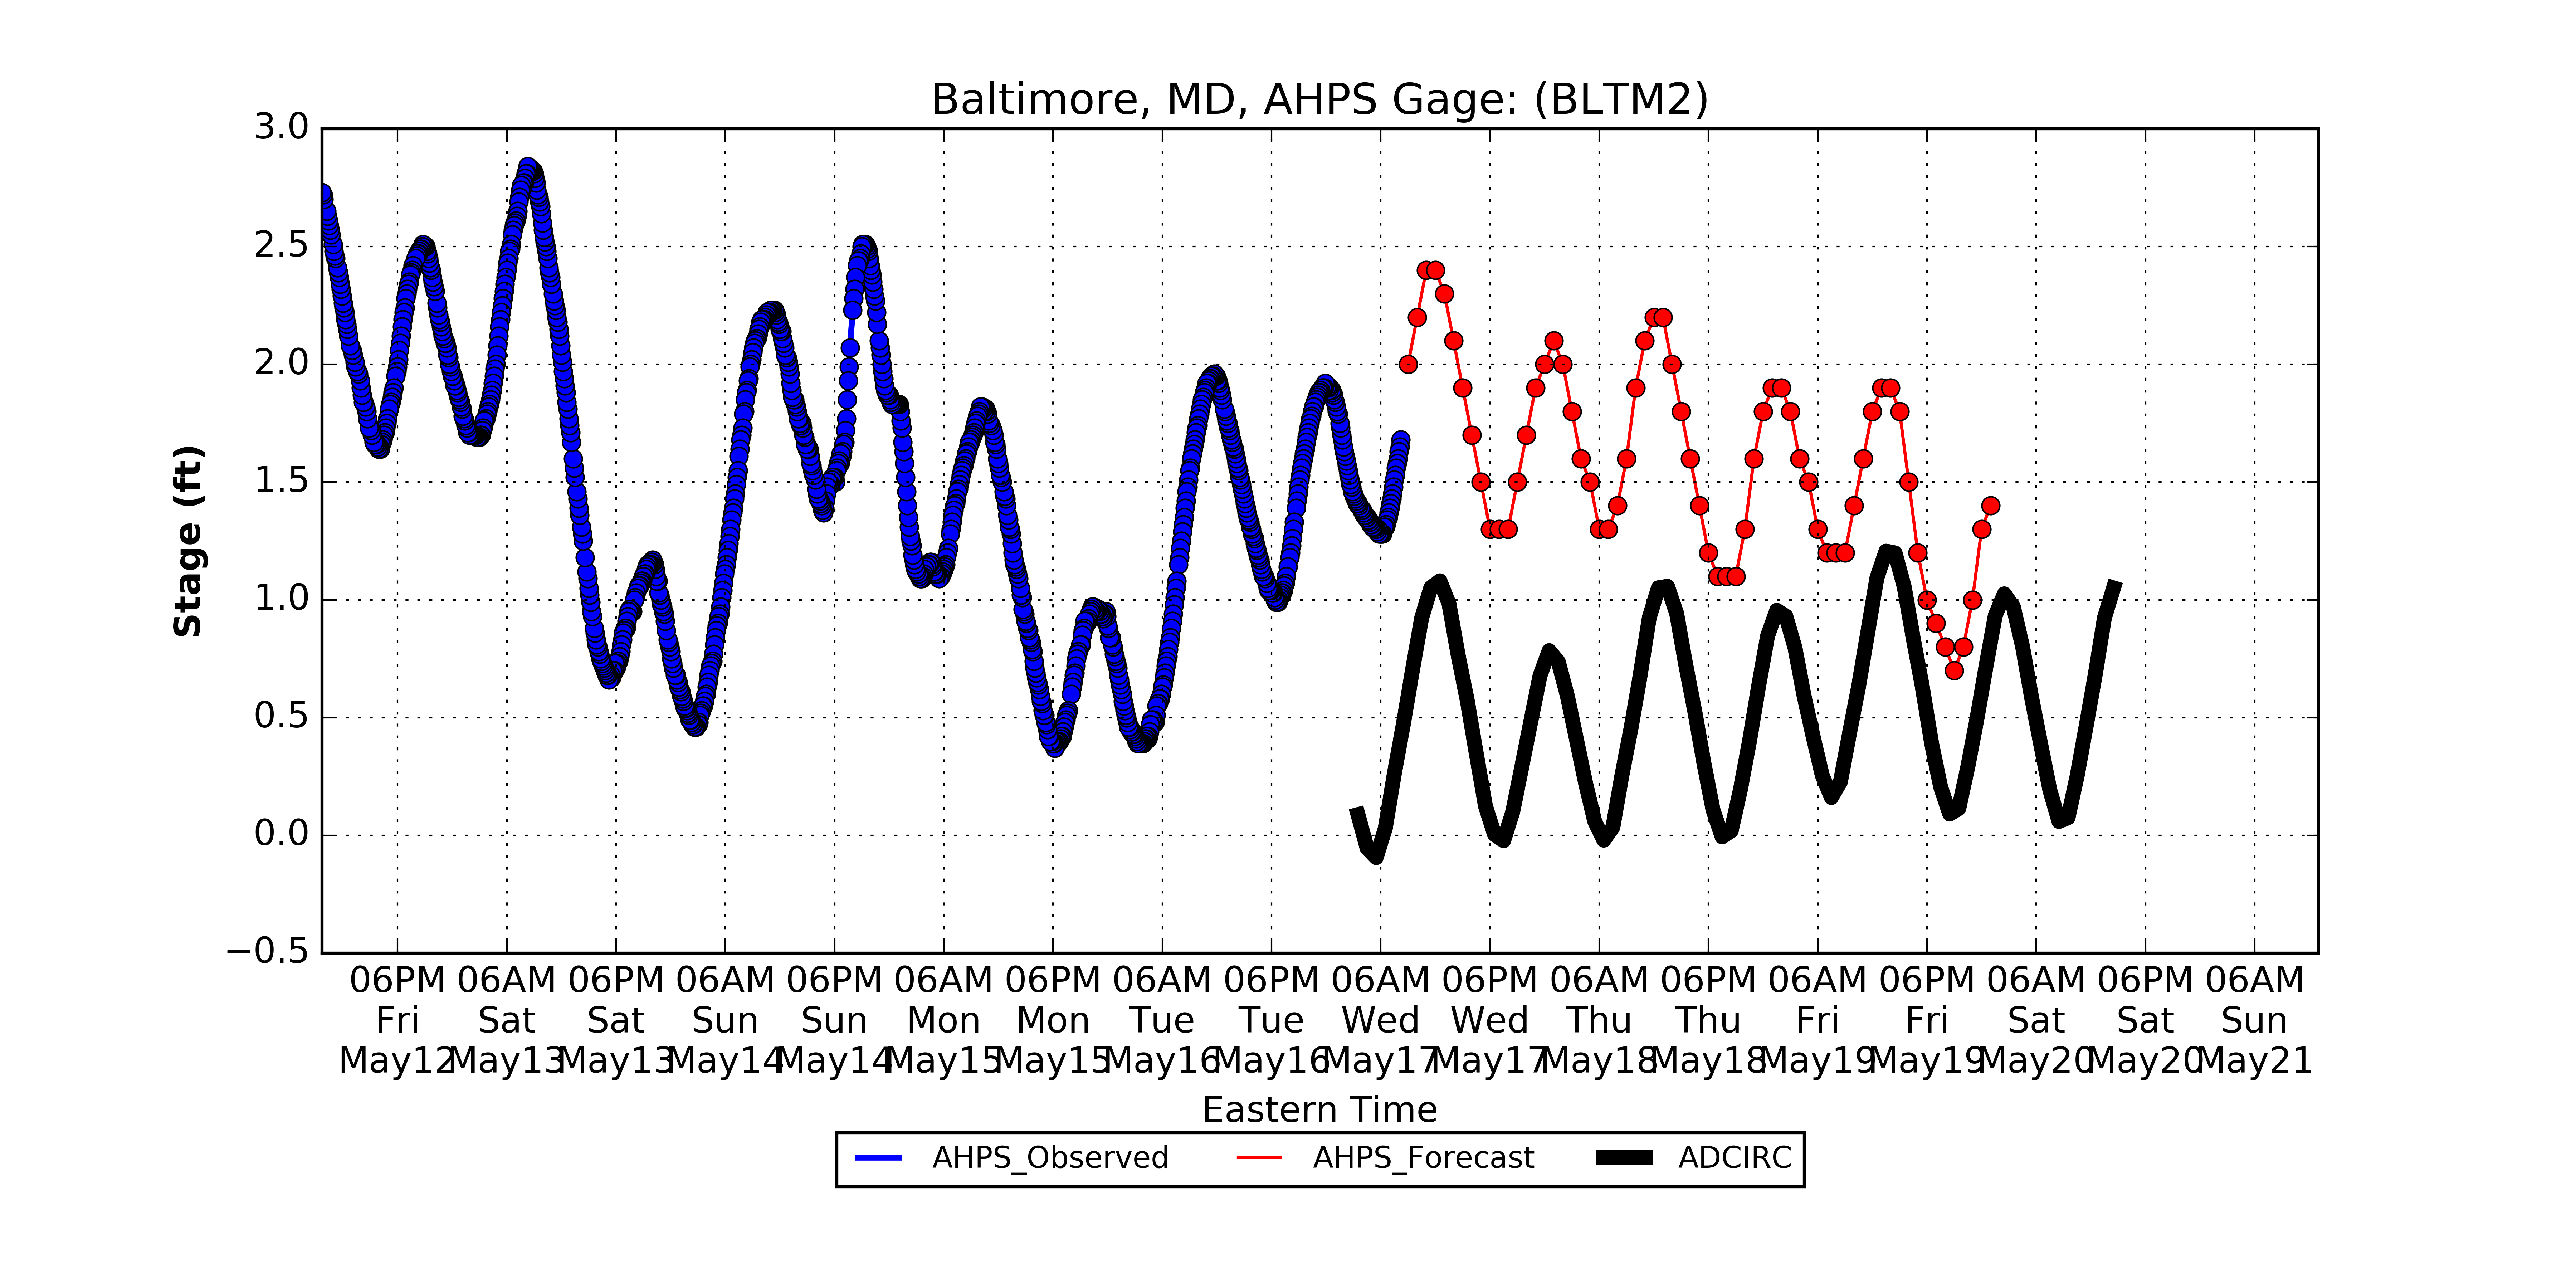 Baltimore, MD, AHPS Gage: (BLTM2)
Stage (ft)
3.0
2.5
2.0
1.5
1.0
0.5
0.0
−0.5
06PM 06AM 06PM 06AM 06PM 06AM 06PM 06AM 06PM 06AM 06PM 06AM 06PM 06AM 06PM 06AM 06PM 06AM
Fri Sat Sat Sun Sun Mon Mon Tue Tue Wed Wed Thu Thu Fri Fri Sat Sat Sun
May12 May13 May13 May14 May14 May15 May15 May16 May16 May17 May17 May18 May18 May19 May19 May20 May20 May21
Eastern Time
AHPS_Observed AHPS_Forecast ADCIRC